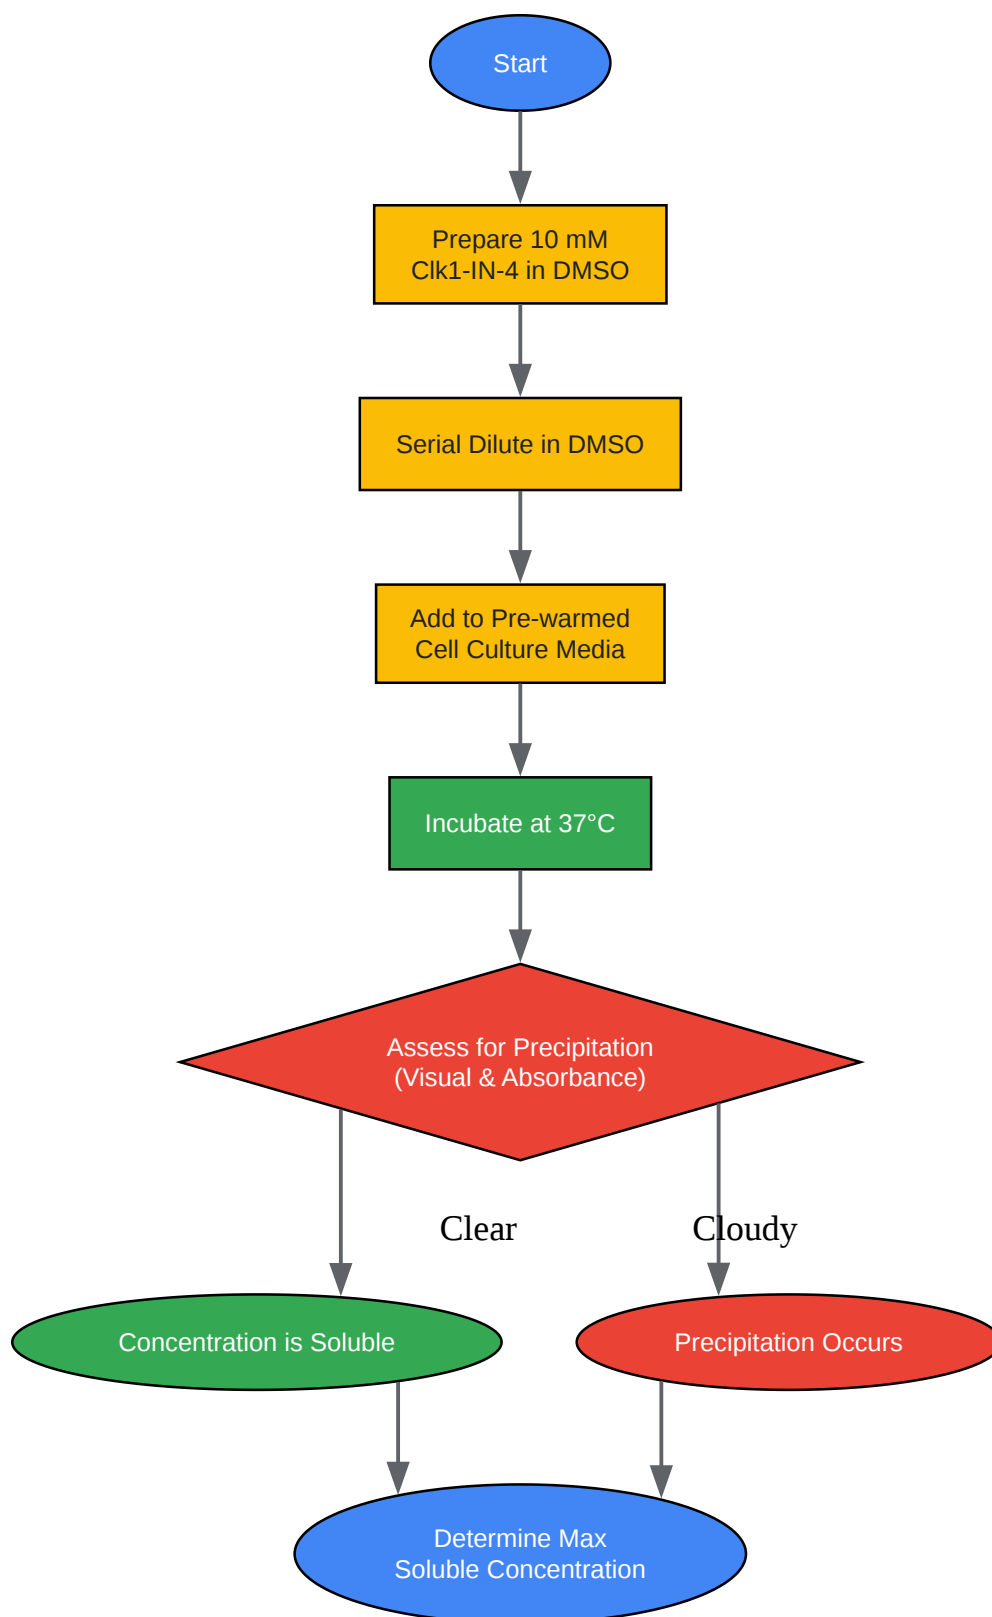 Start
Prepare 10 mM
Clk1-IN-4 in DMSO
Serial Dilute in DMSO
Add to Pre-warmed
Cell Culture Media
Incubate at 37°C
Assess for Precipitation
(Visual & Absorbance)
Clear
Cloudy
Concentration is Soluble
Precipitation Occurs
Determine Max
Soluble Concentration